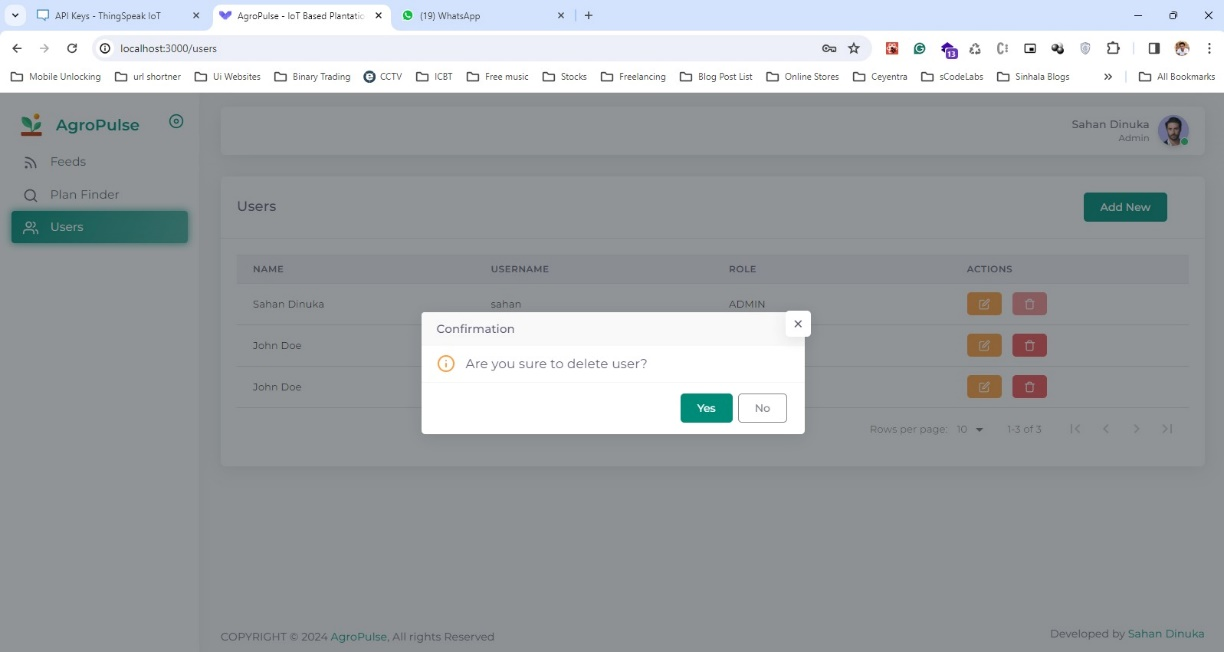 API Keys - ThingSpeak IoT
AgroPulse - IoT Based Plantatio
(19) WhatsApp
localhost:3000/users
13
Mobile Unlocking
url shortner
Ui Websites
Binary Trading
CCTV
ICBT
Free music
Stocks
Freelancing
Blog Post List
Online Stores
Ceyentra
sCodeLabs
Sinhala Blogs
All Bookmarks
AgroPulse
Sahan Dinuka
Admin
Feeds
Plan Finder
Users
Users
Add New
NAME USERNAME ROLE ACTIONS
Sahan Dinuka sahan ADMIN
John Doe
John Doe
Confirmation
Are you sure to delete user?
Yes No
Rows per page: 10 1-3 of 3
COPYRIGHT © 2024 AgroPulse, All rights Reserved
Developed by Sahan Dinuka